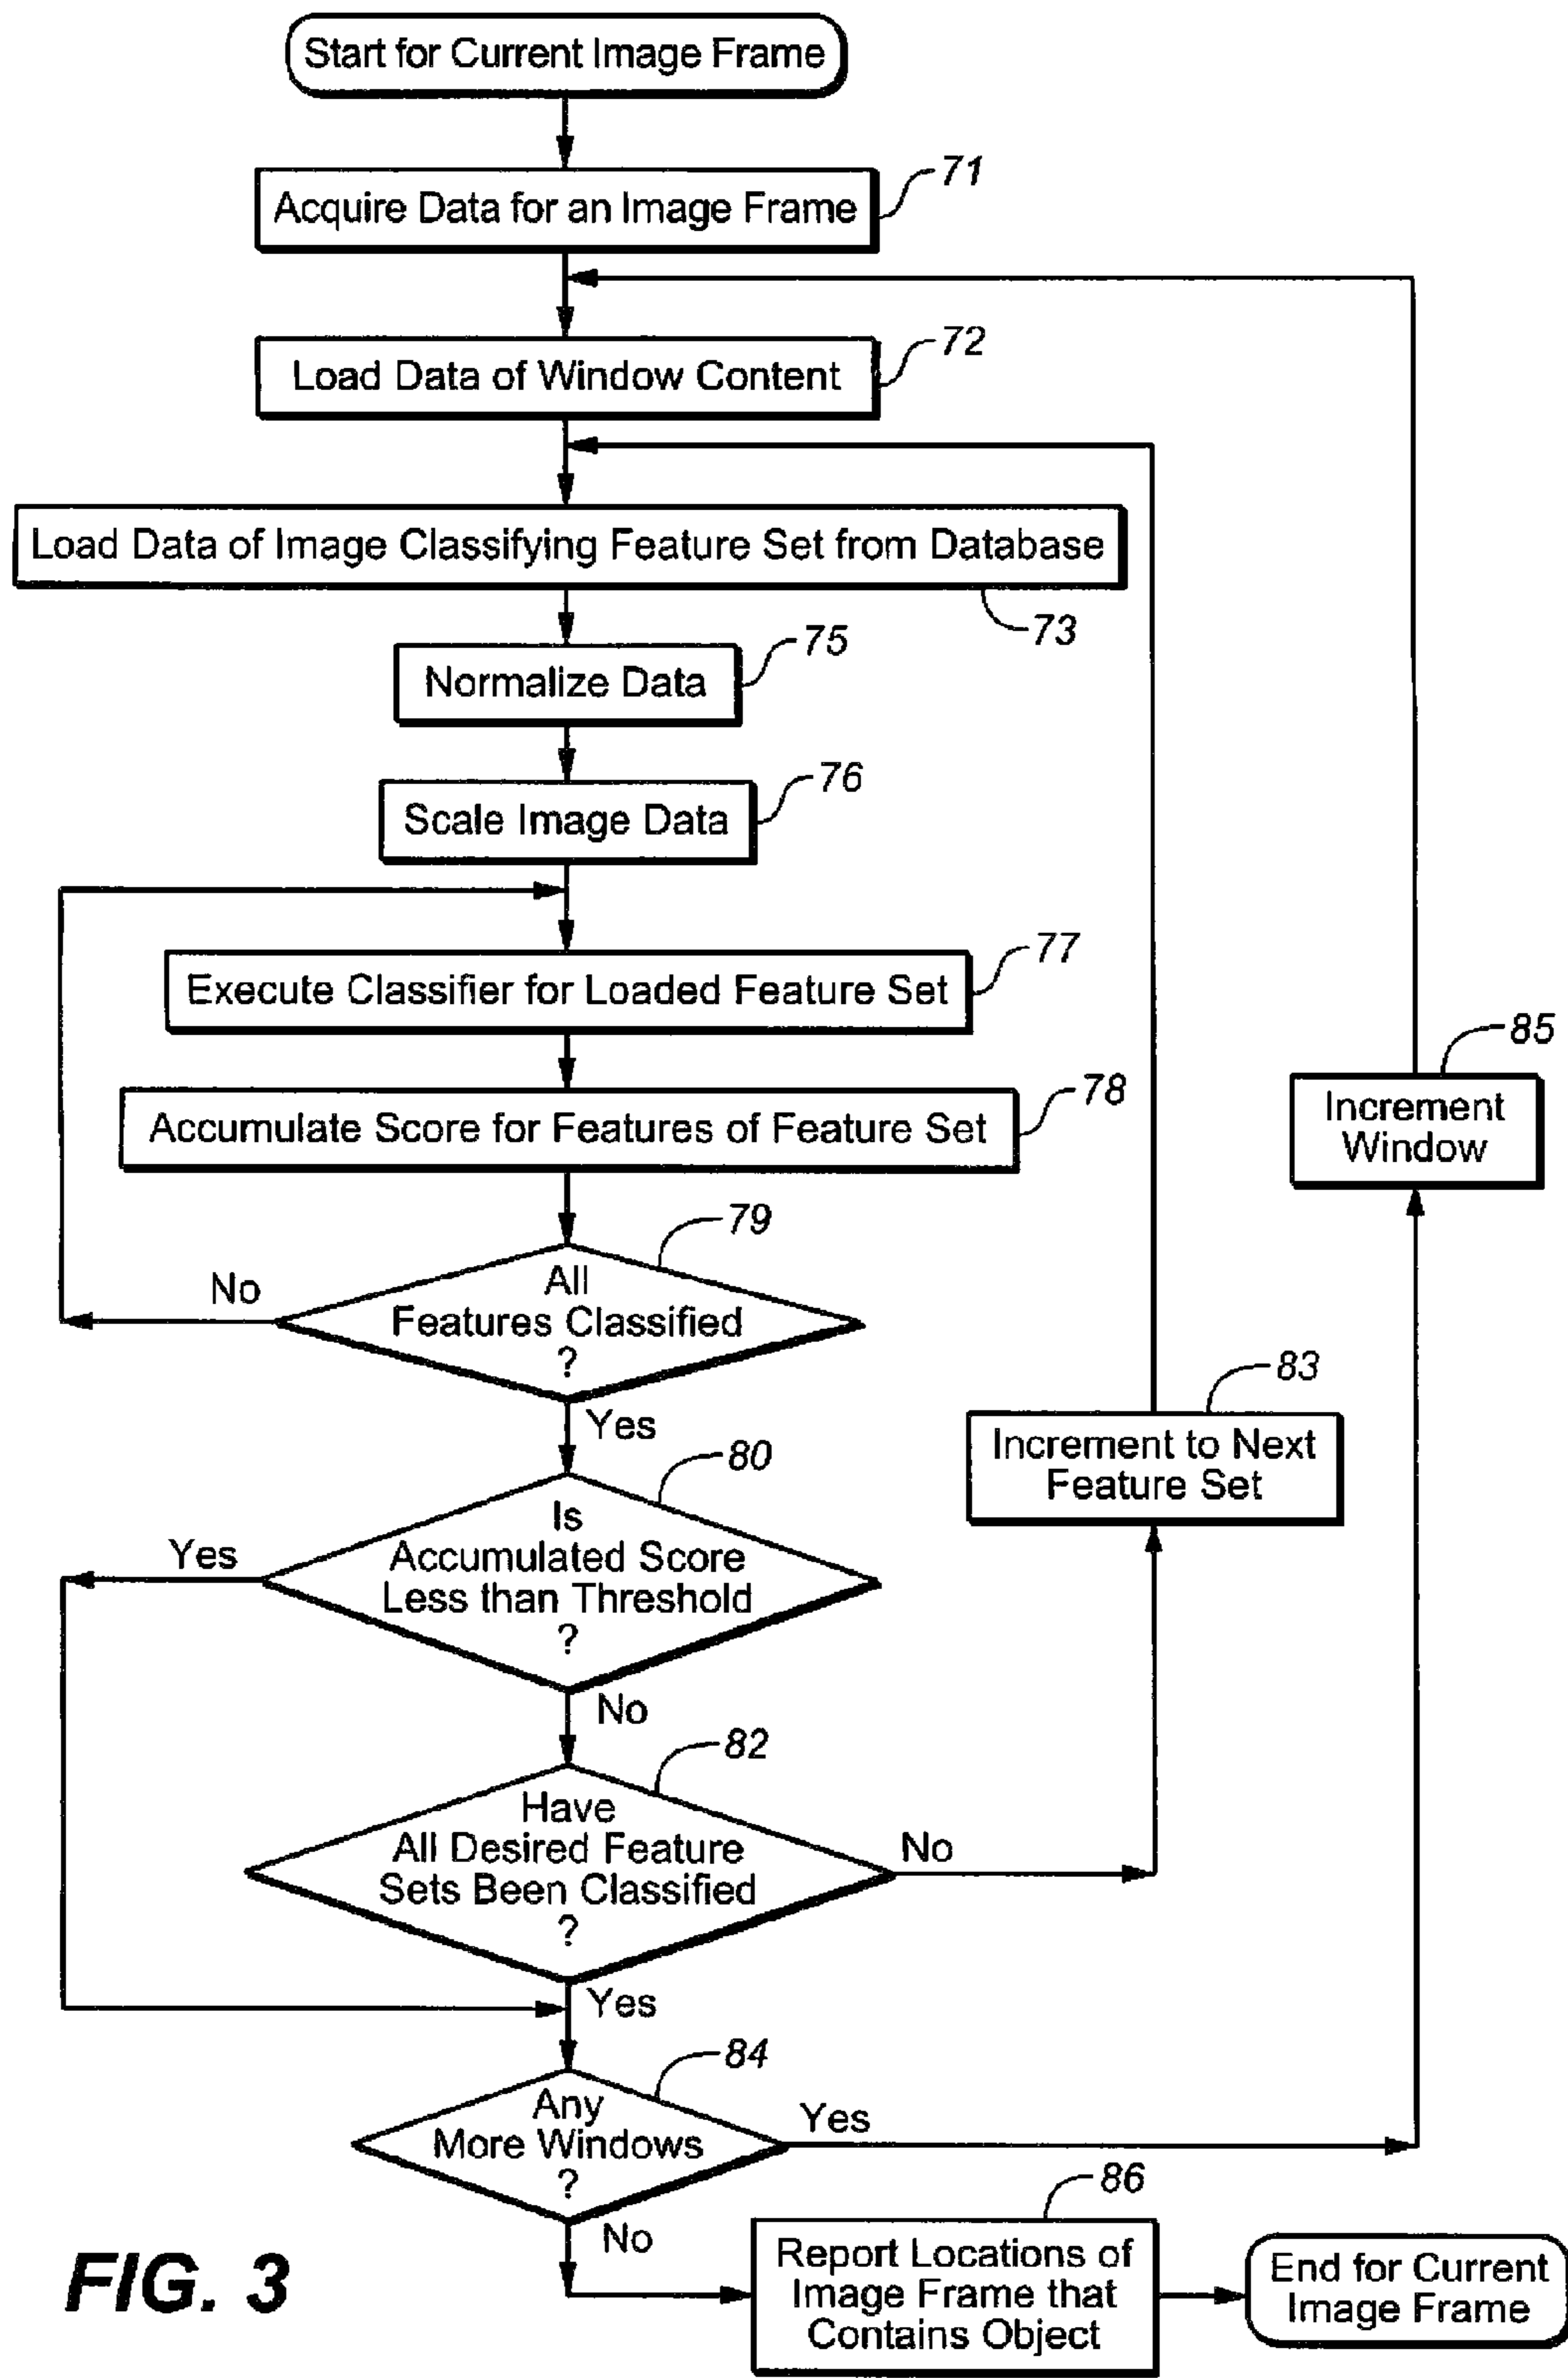 Start for Current Image Frame
71
Acquire Data for an Image Frame
72
Load Data of Window Content
Load Data of Image Classifying Feature Set from Database
73
75
Normalize Data
76
Scale Image Data
77
Execute Classifier for Loaded Feature Set
85
Increment
Window
78
Accumulate Score for Features of Feature Set
79
All
Features Classified
?
No
Yes
83
Increment to Next
Feature Set
80
Is
Accumulated Score
Less than Threshold
?
Yes
No
82
Have
All Desired Feature
Sets Been Classified
?
No
Yes
84
Any
More Windows
?
Yes
No
86
Report Locations of
Image Frame that
Contains Object
End for Current
Image Frame
FIG. 3